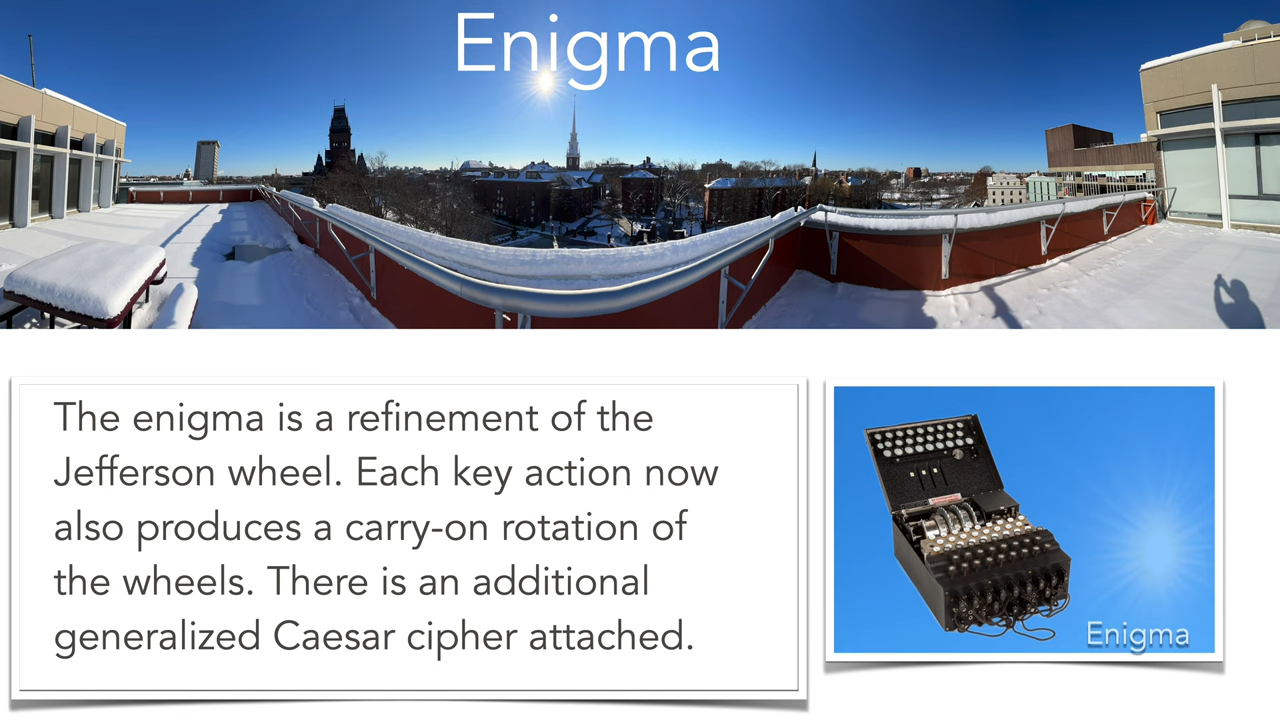 Enigma
The enigma is a refinement of the
Jefferson wheel. Each key action now
also produces a carry-on rotation of
the wheels. There is an additional
generalized Caesar cipher attached.
Enigma